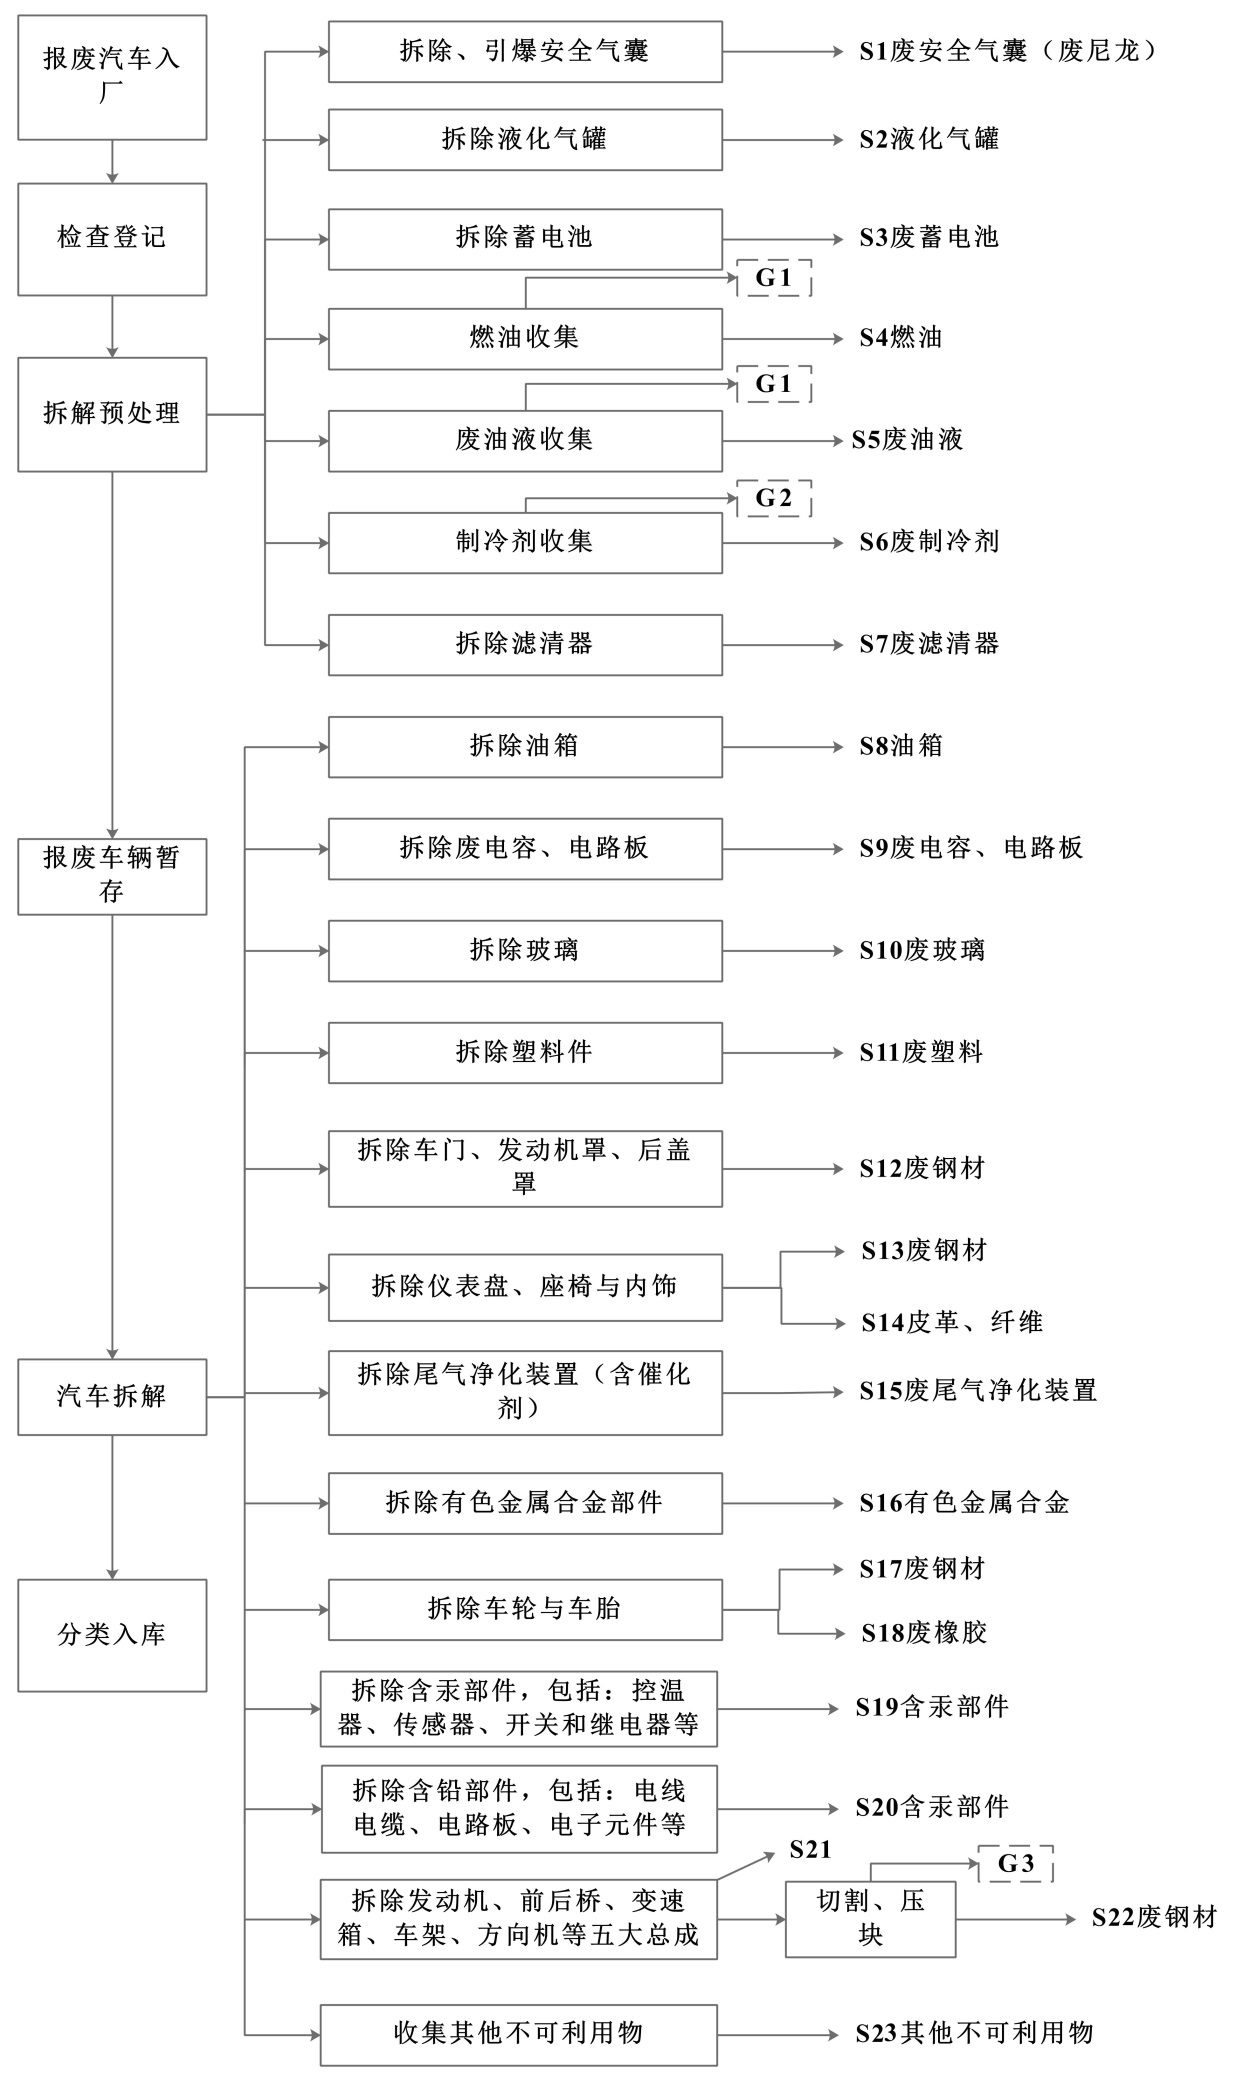 报废汽车入
厂
检查登记
拆解预处理
报废车辆暂
存
汽车拆解
分类入库
拆除、引爆安全气囊
S1废安全气囊（废尼龙）
拆除液化气罐
S2液化气罐
拆除蓄电池
S3废蓄电池
G1
燃油收集
S4燃油
G1
废油液收集
S5废油液
G2
制冷剂收集
S6废制冷剂
拆除滤清器
S7废滤清器
拆除油箱
S8油箱
拆除废电容、电路板
S9废电容、电路板
拆除玻璃
S10废玻璃
拆除塑料件
S11废塑料
拆除车门、发动机罩、后盖
罩
S12废钢材
拆除仪表盘、座椅与内饰
S13废钢材
S14皮革、纤维
拆除尾气净化装置（含催化
剂）
S15废尾气净化装置
拆除有色金属合金部件
S16有色金属合金
拆除车轮与车胎
S17废钢材
S18废橡胶
拆除含汞部件，包括：控温
器、传感器、开关和继电器等
S19含汞部件
拆除含铅部件，包括：电线
电缆、电路板、电子元件等
S20含汞部件
拆除发动机、前后桥、变速
箱、车架、方向机等五大总成
S21
切割、压
块
G3
S22废钢材
收集其他不可利用物
S23其他不可利用物